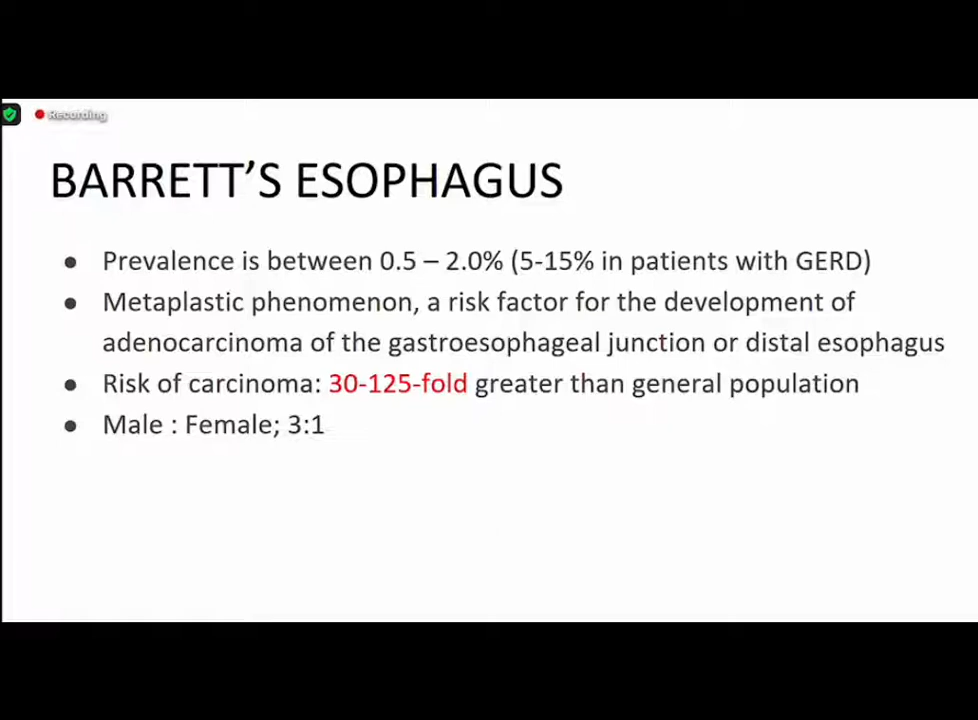 Recording
BARRETT’S ESOPHAGUS
● Prevalence is between 0.5 – 2.0% (5-15% in patients with GERD)
● Metaplastic phenomenon, a risk factor for the development of
adenocarcinoma of the gastroesophageal junction or distal esophagus
● Risk of carcinoma: 30-125-fold greater than general population
● Male : Female; 3:1